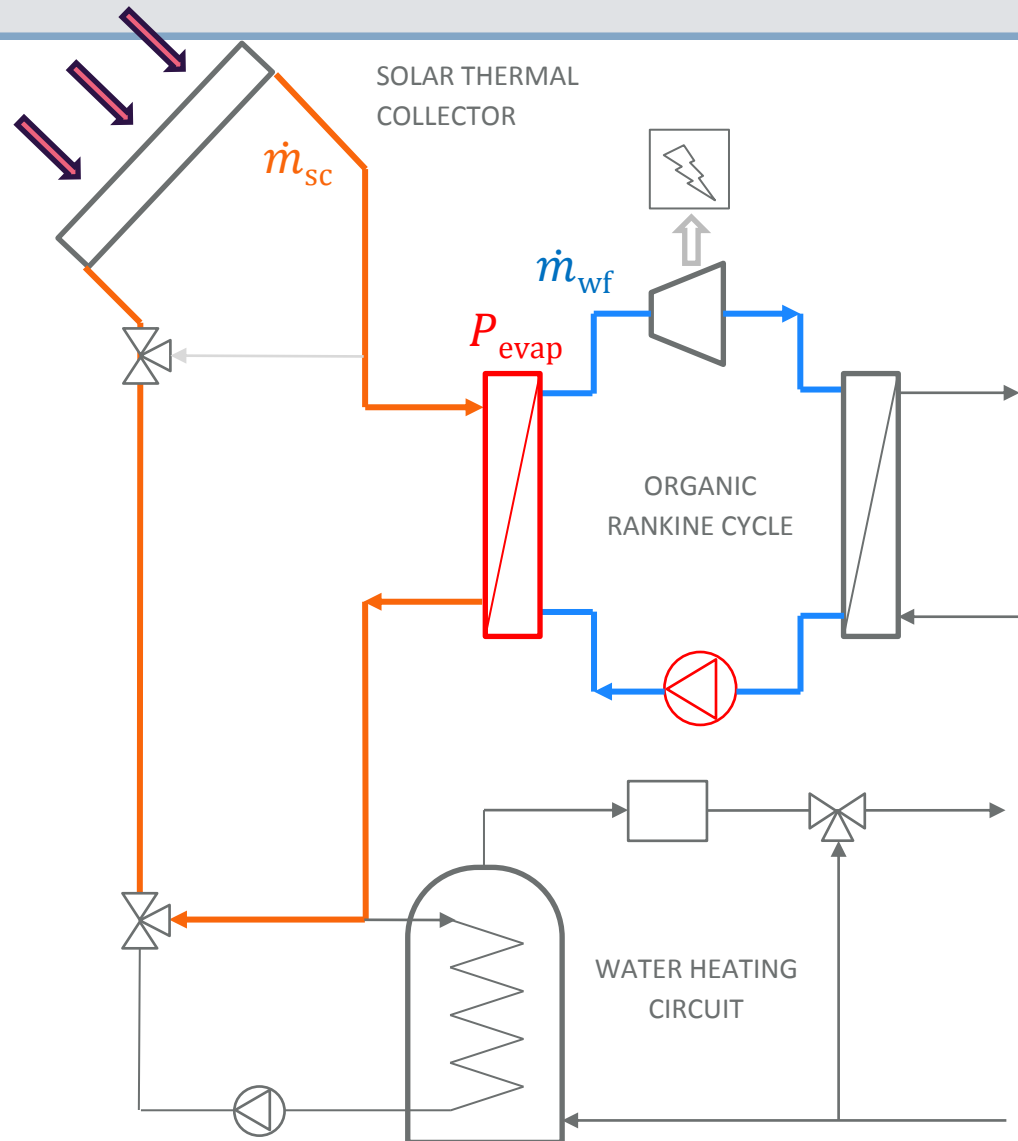 SOLAR THERMAL
COLLECTOR
ṁsc
ṁwf
Pevap
ORGANIC
RANKINE CYCLE
WATER HEATING
CIRCUIT